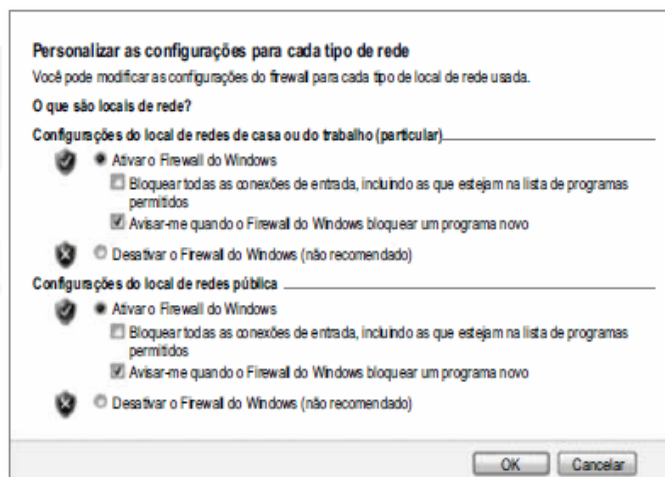 Personalizar as configurações para cada tipo de rede
Você pode modificar as configurações do firewall para cada tipo de local de rede usada.
O que são locais de rede?
Configurações do local de redes de casa ou do trabalho (particular)
Ativar o Firewall do Windows
Bloquear todas as conexões de entrada, incluindo as que estejam na lista de programas
permitidos
Avisar-me quando o Firewall do Windows bloquear um programa novo
Desativar o Firewall do Windows (não recomendado)
Configurações do local de redes pública
Ativar o Firewall do Windows
Bloquear todas as conexões de entrada, incluindo as que estejam na lista de programas
permitidos
Avisar-me quando o Firewall do Windows bloquear um programa novo
Desativar o Firewall do Windows (não recomendado)
OK Cancelar